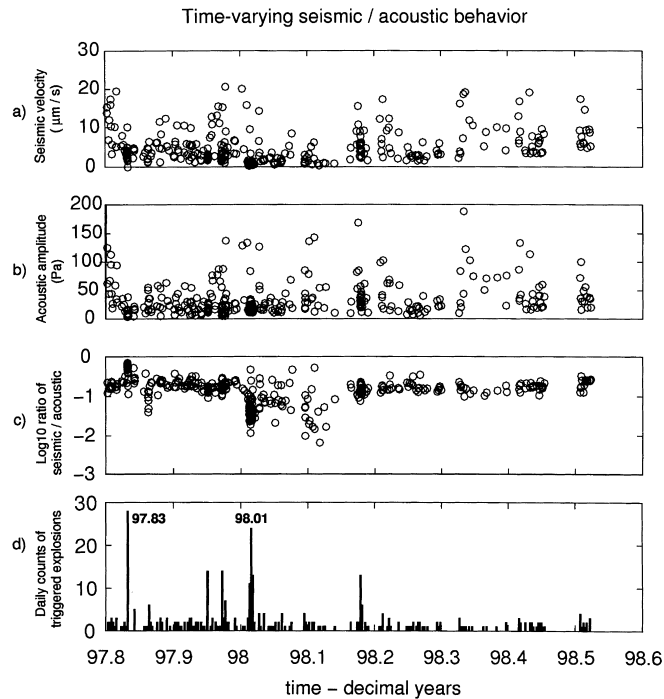 Time-varying seismic / acoustic behavior
a)
Seismic velocity
(µm / s)
30
20
10
0
b)
Acoustic amplitude
(Pa)
200
150
100
50
0
c)
Log10 ratio of
seismic / acoustic
0
−1
−2
−3
d)
Daily counts of
triggered explosions
30
20
10
0
97.83
98.01
97.8 97.9 98 98.1 98.2 98.3 98.4 98.5 98.6
time − decimal years